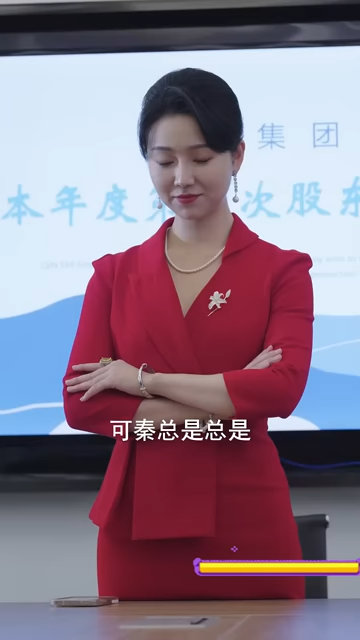 集团
本年度第
次股东
可秦总是总是